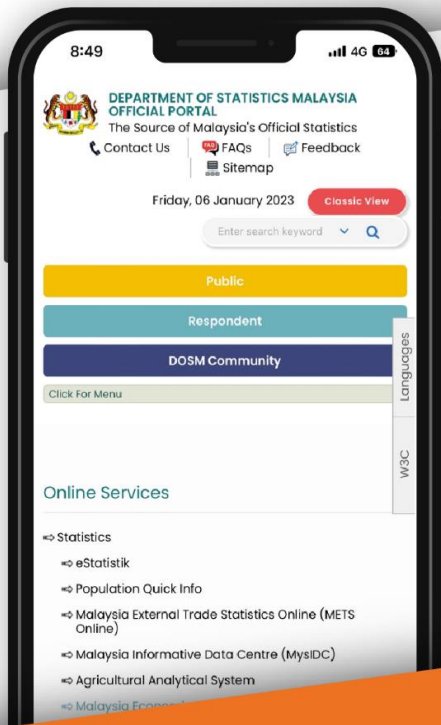 8:49 4G 64
DEPARTMENT OF STATISTICS MALAYSIA
OFFICIAL PORTAL
The Source of Malaysia's Official Statistics
Contact Us FAQ FAQs Feedback
Sitemap
Friday, 06 January 2023 Classic View
Enter search keyword
Public
Respondent
DOSM Community
Click For Menu
Languages
W3C
Online Services
Statistics
eStatistik
Population Quick Info
Malaysia External Trade Statistics Online (METS
Online)
Malaysia Informative Data Centre (MysIDC)
Agricultural Analytical System
Malaysia